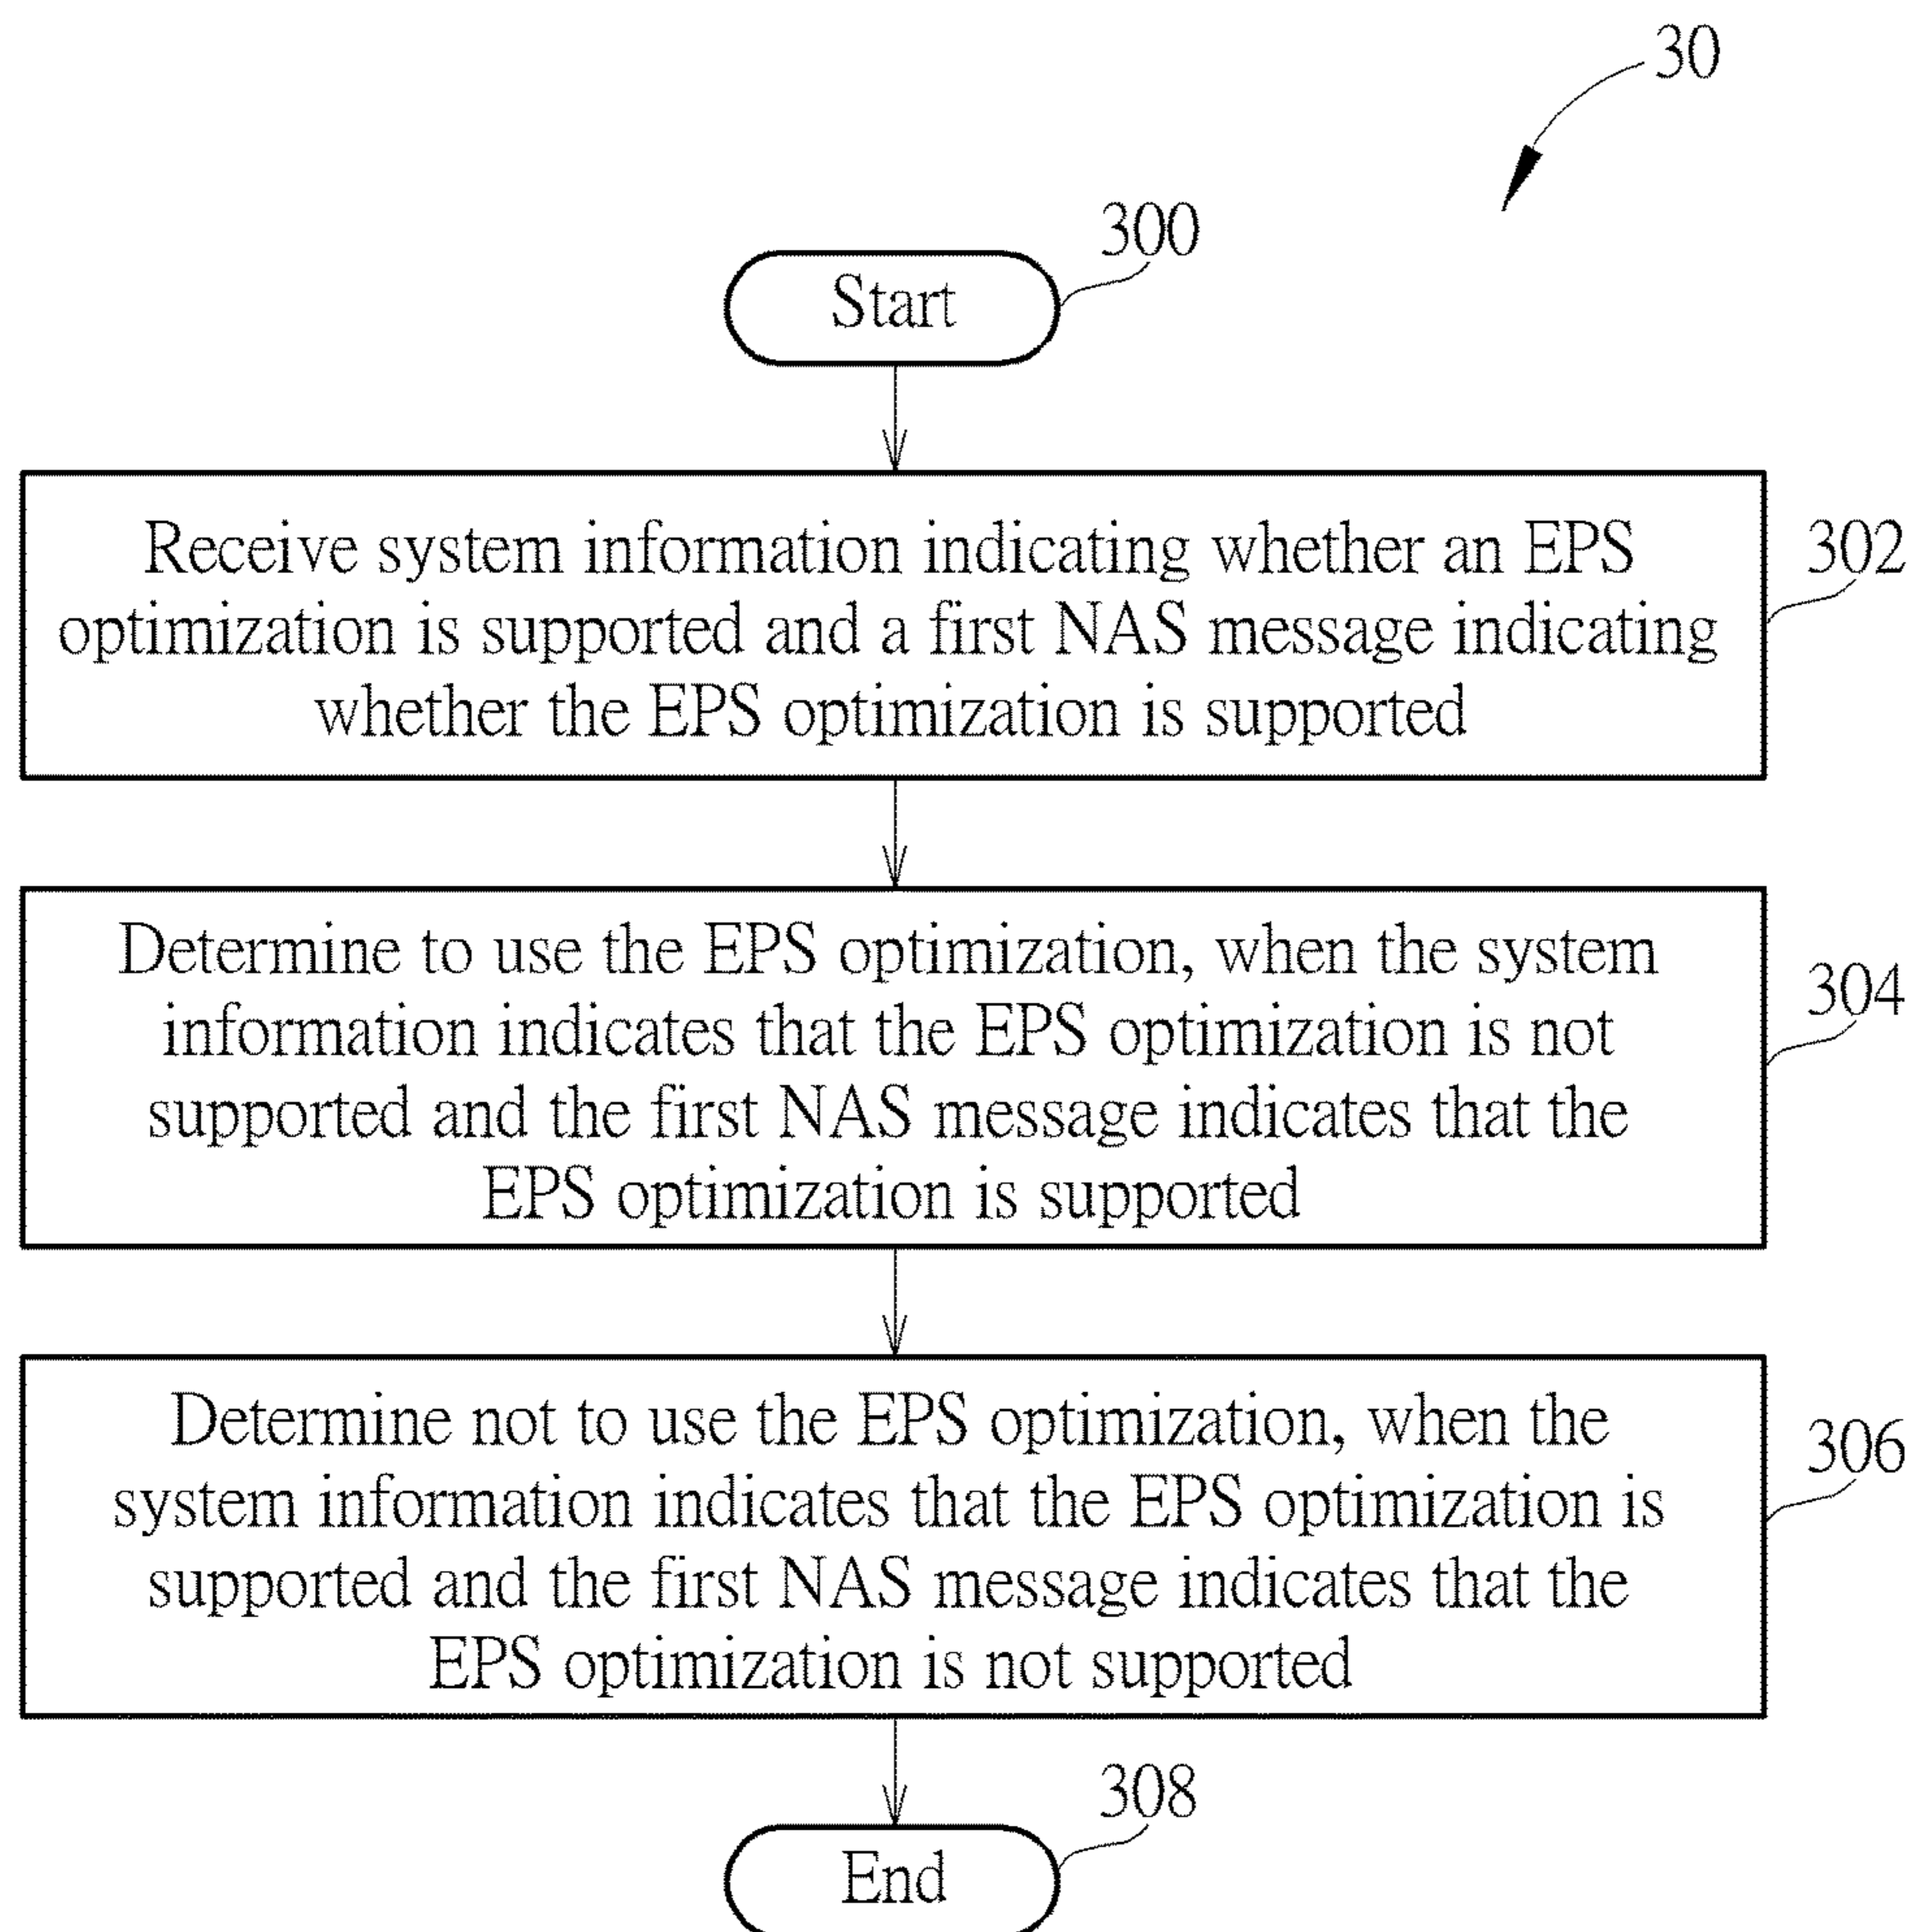 30
300
Start
302
Receive system information indicating whether an EPS
optimization is supported and a first NAS message indicating
whether the EPS optimization is supported
304
Determine to use the EPS optimization, when the system
information indicates that the EPS optimization is not
supported and the first NAS message indicates that the
EPS optimization is supported
306
Determine not to use the EPS optimization, when the
system information indicates that the EPS optimization is
supported and the first NAS message indicates that the
EPS optimization is not supported
308
End